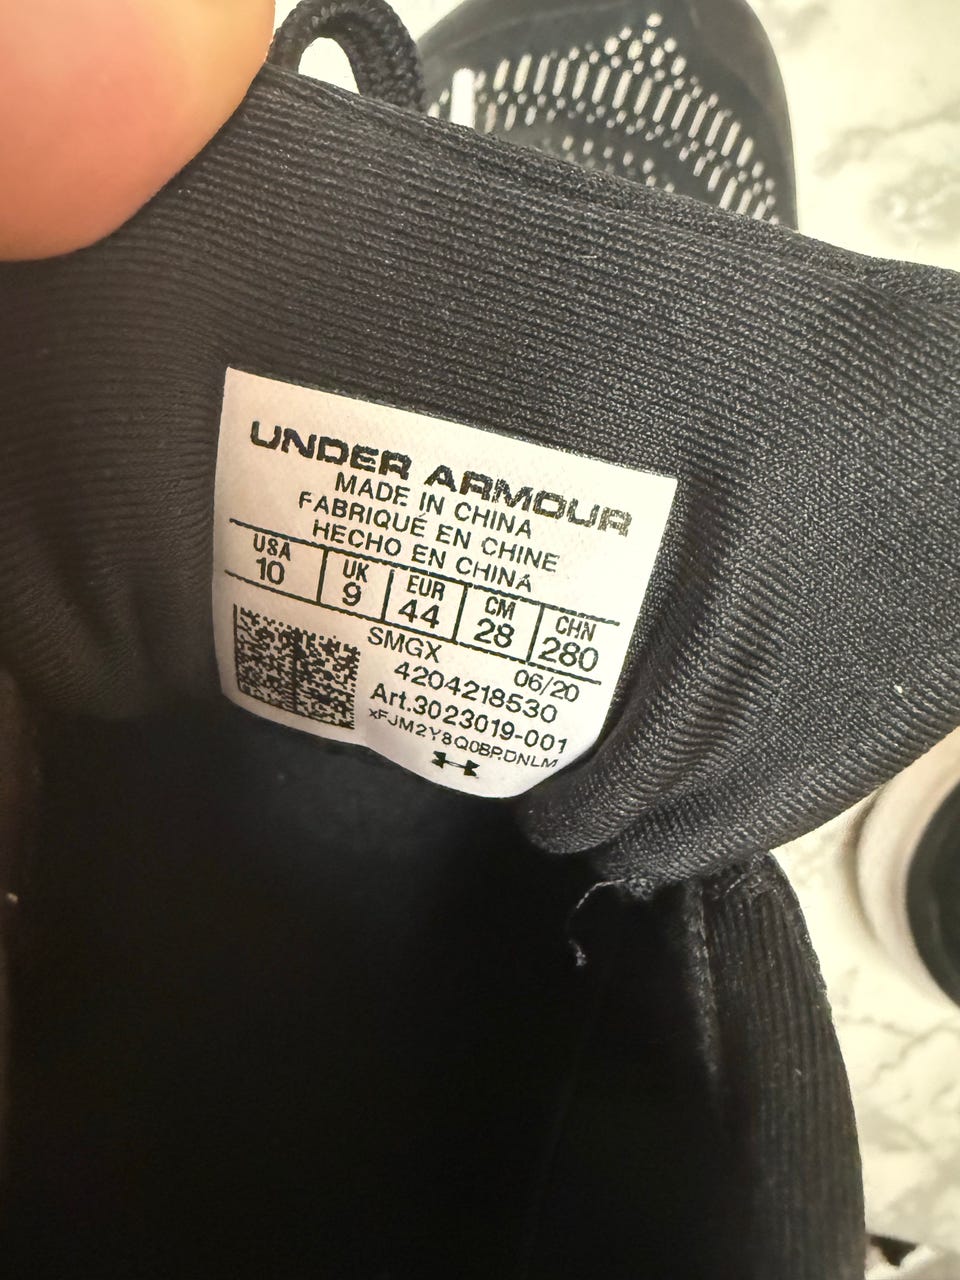 UNDER ARMOUR
MADE IN CHINA
FABRIQUÉ EN CHINE
HECHO EN CHINA
USA UK EUR CM CHN
10 9 44 28 280
SMGX 06/20
4204218530
Art.3023019-001
xFJM2Y8Q0BP.DNLM